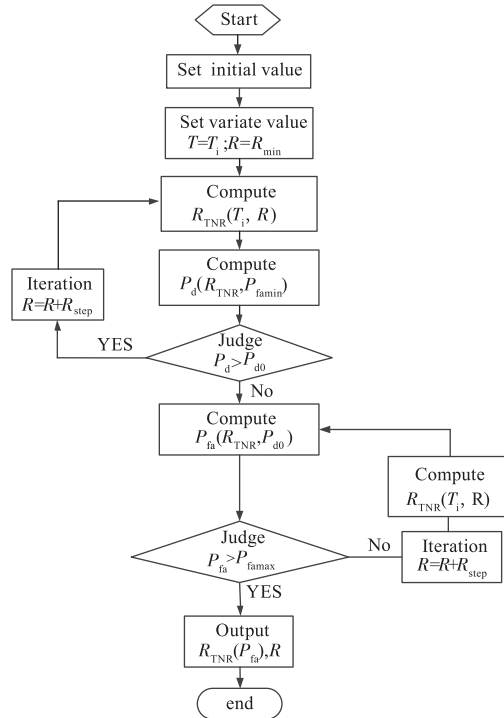 Start
Set initial value
Set variate value
T=Ti;R=Rmin
Compute
RTNR(Ti, R)
Compute
Pd(RTNR,Pfamin)
Iteration
R=R+Rstep
YES
Judge
Pd>Pd0
No
Compute
Pfa(RTNR,Pd0)
Compute
RTNR(Ti, R)
Judge
Pfa>Pfamax
No
Iteration
R=R+Rstep
YES
Output
RTNR(Pfa),R
end